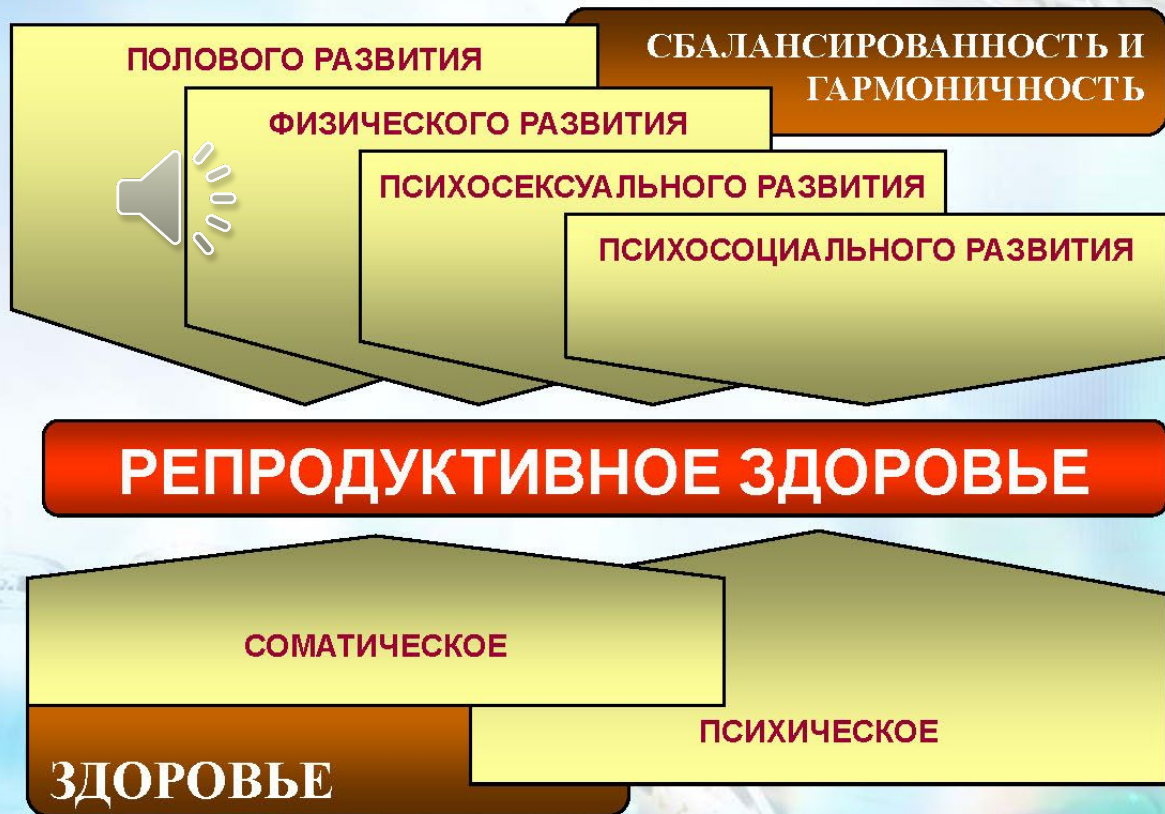 СБАЛАНСИРОВАННОСТЬ И
ГАРМОНИЧНОСТЬ
ПОЛОВОГО РАЗВИТИЯ
ФИЗИЧЕСКОГО РАЗВИТИЯ
ПСИХОСЕКСУАЛЬНОГО РАЗВИТИЯ
ПСИХОСОЦИАЛЬНОГО РАЗВИТИЯ
РЕПРОДУКТИВНОЕ ЗДОРОВЬЕ
СОМАТИЧЕСКОЕ
ПСИХИЧЕСКОЕ
ЗДОРОВЬЕ